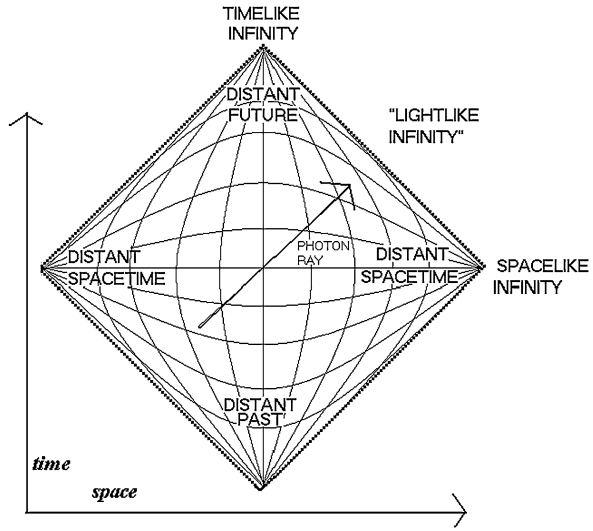 TIMELIKE
INFINITY
DISTANT
FUTURE
"LIGHTLIKE
INFINITY"
PHOTON
RAY
DISTANT
SPACETIME
DISTANT
SPACETIME
SPACELIKE
INFINITY
DISTANT
PAST
time
space